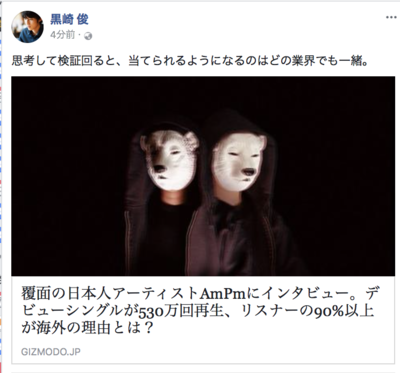 黒崎 俊
4分前 ·
思考して検証回ると、当てられるようになるのはどの業界でも一緒。
覆面の日本人アーティストAmPmにインタビュー。デ
ビューシングルが530万回再生、リスナーの90%以上
が海外の理由とは？
GIZMODO.JP